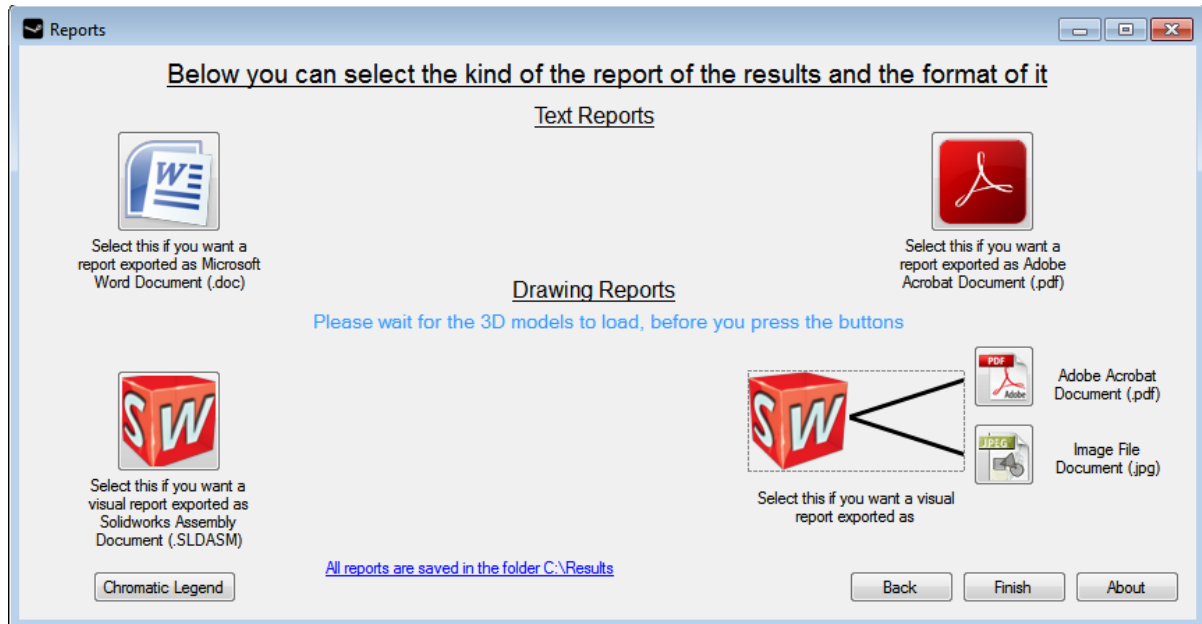 Reports
Below you can select the kind of the report of the results and the format of it
Text Reports
W
Select this if you want a
report exported as Microsoft
Word Document (.doc)
Select this if you want a
report exported as Adobe
Acrobat Document (.pdf)
Drawing Reports
Please wait for the 3D models to load, before you press the buttons
SW
Select this if you want a
visual report exported as
Solidworks Assembly
Document (.SLDASM)
SW
Select this if you want a visual
report exported as
PDF
Adobe
Adobe Acrobat
Document (.pdf)
JPEG
Image File
Document (.jpg)
Chromatic Legend
All reports are saved in the folder C:\Results
Back
Finish
About